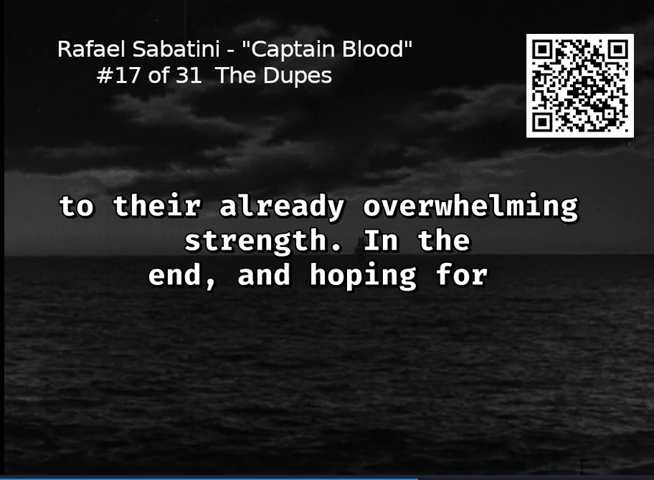 Rafael Sabatini - "Captain Blood"
#17 of 31 The Dupes
to their already overwhelming
strength. In the
end, and hoping for